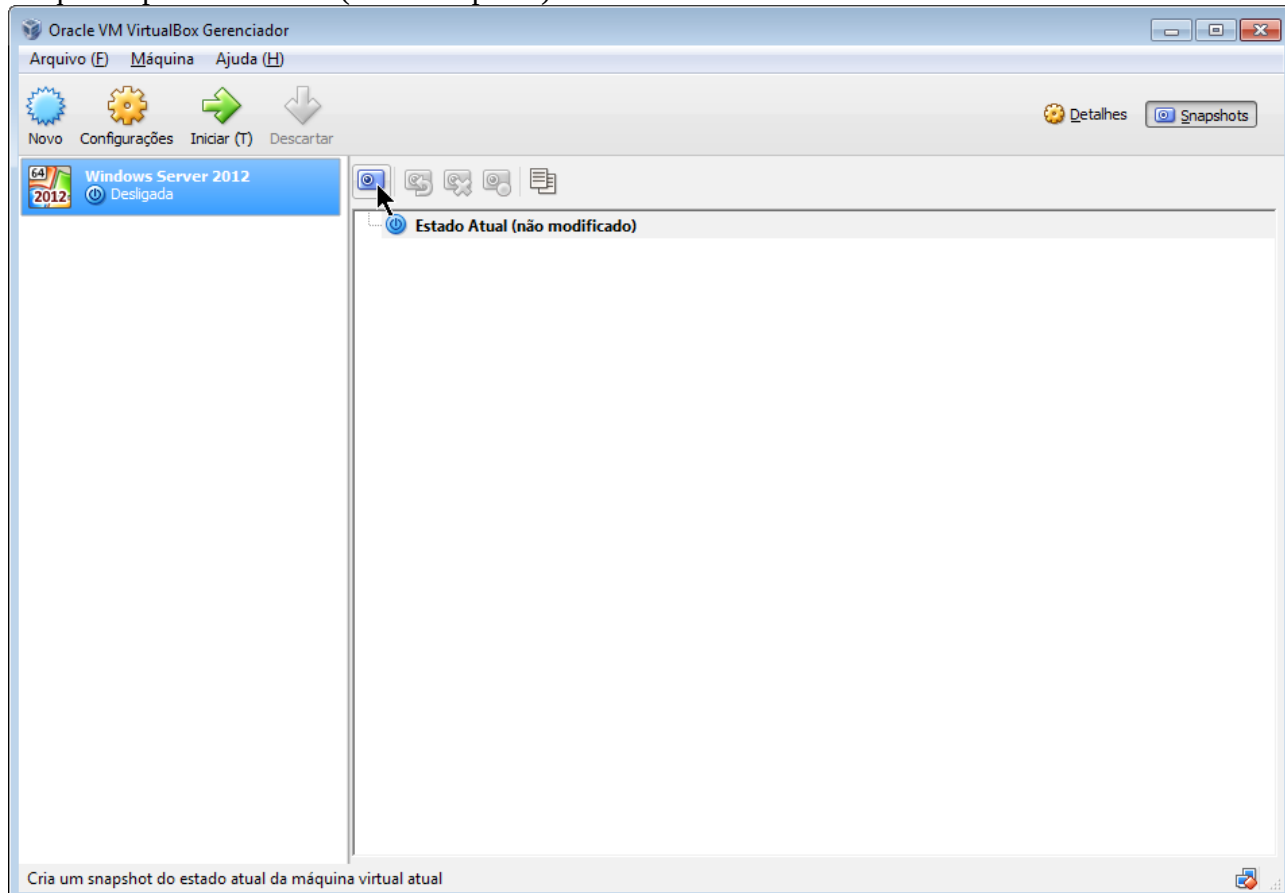 Oracle VM VirtualBox Gerenciador
Arquivo (F) Máquina Ajuda (H)
Novo Configurações Iniciar (T) Descartar
Detalhes Snapshots
64
2012
Windows Server 2012
Desligada
Estado Atual (não modificado)
Cria um snapshot do estado atual da máquina virtual atual